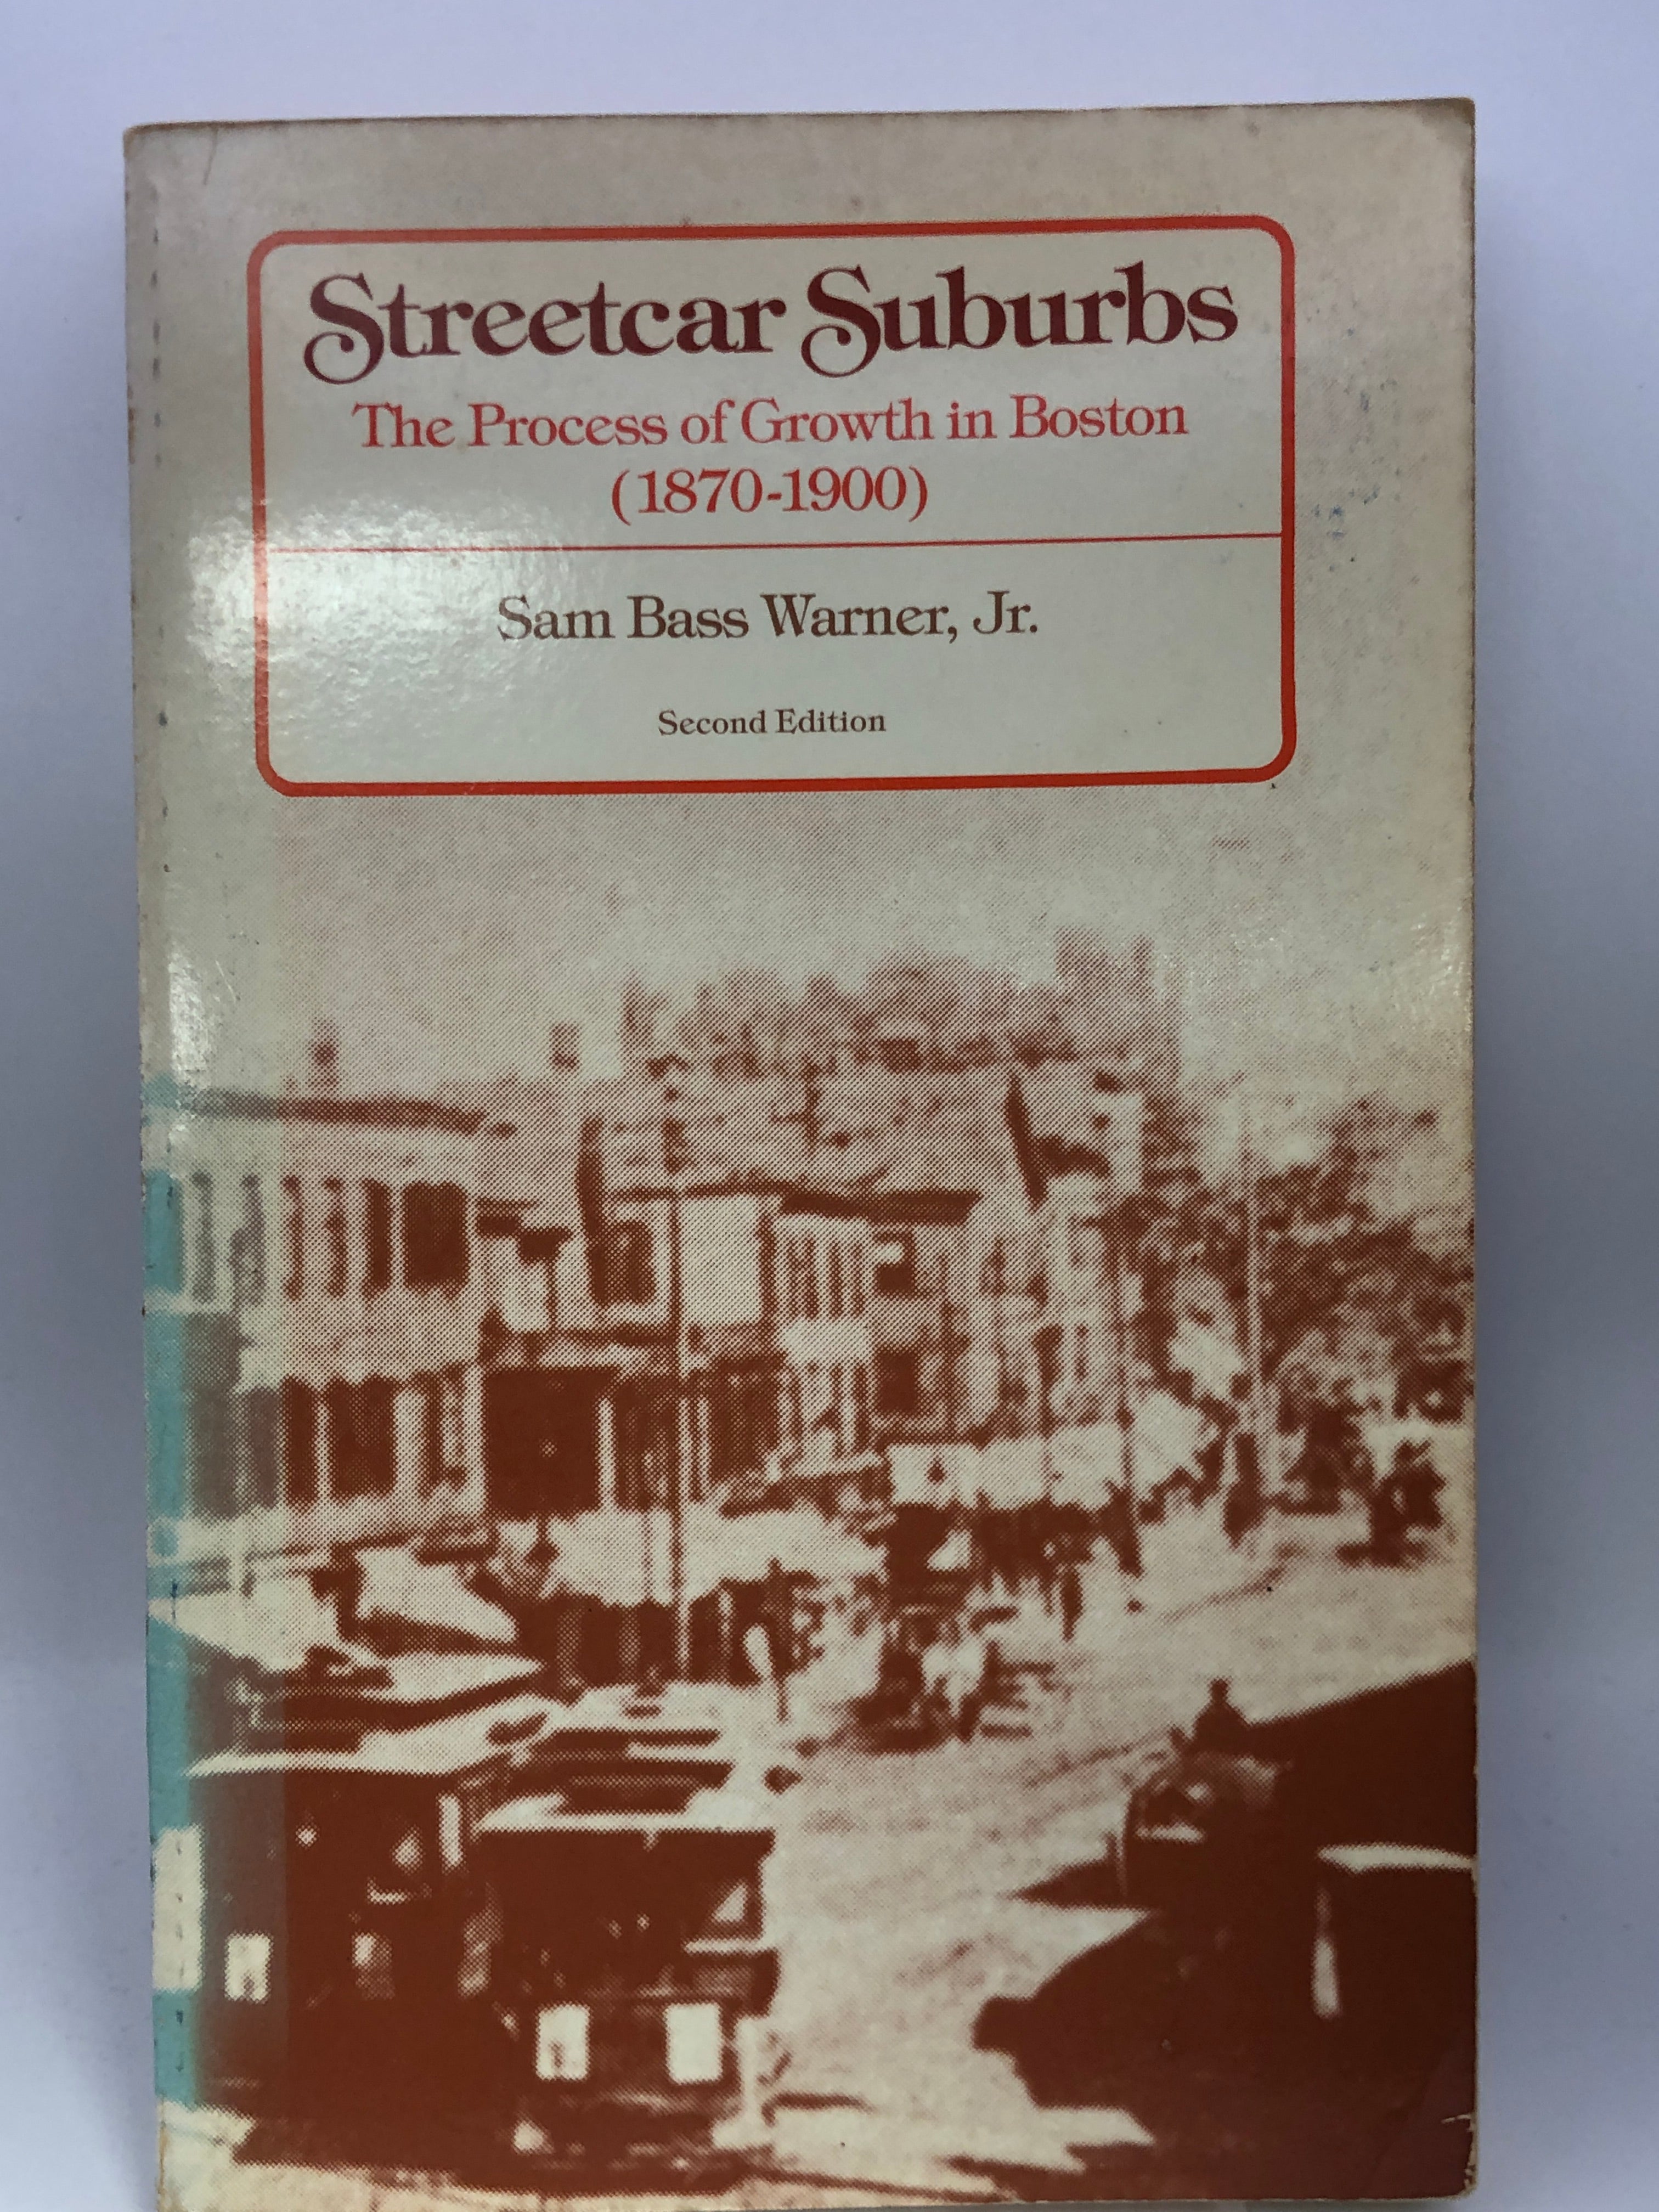 Streetcar Suburbs
The Process of Growth in Boston
(1870-1900)
Sam Bass Warner, Jr.
Second Edition